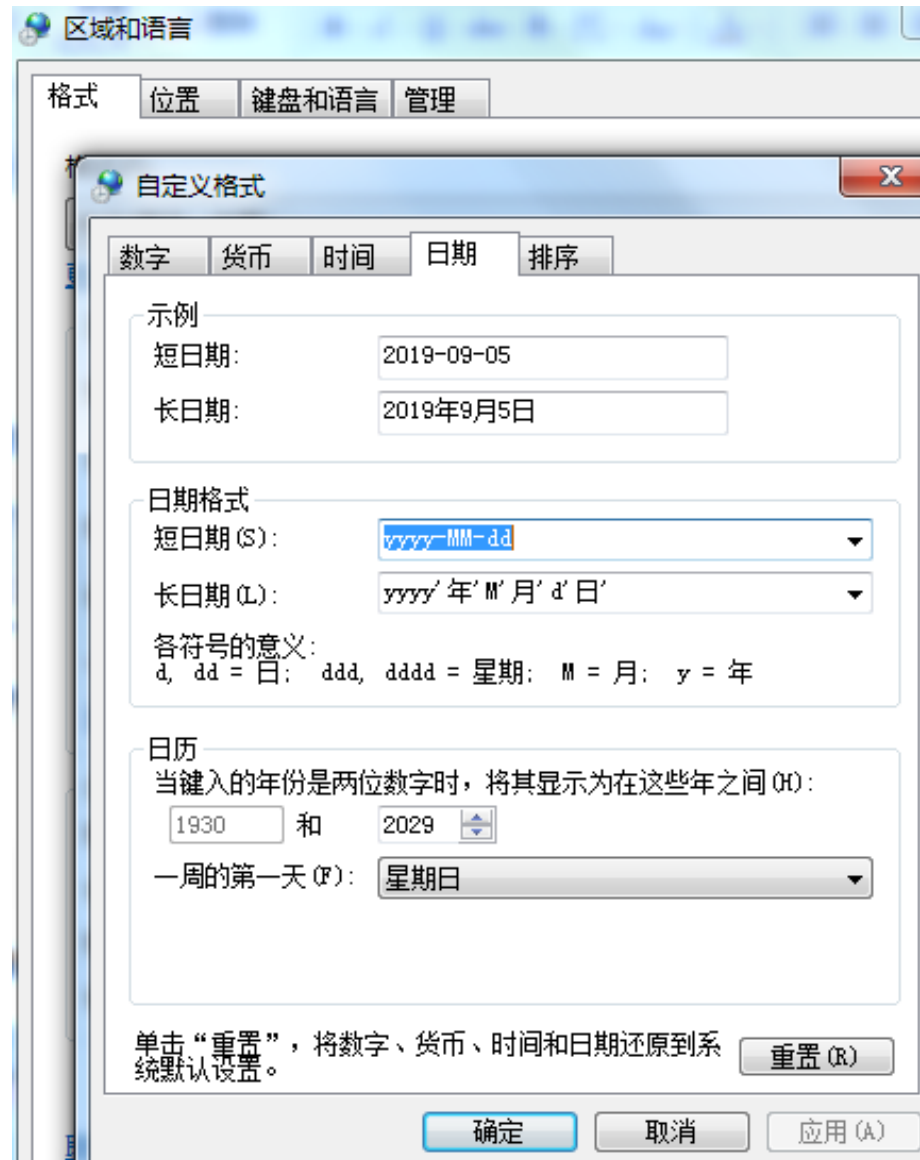 区域和语言
格式 位置 键盘和语言 管理
自定义格式
数字 货币 时间 日期 排序
示例
短日期: 2019-09-05
长日期: 2019年9月5日
日期格式
短日期(S): yyyy-MM-dd
长日期(L): yyyy'年'M'月'd'日'
各符号的意义:
d, dd = 日; ddd, dddd = 星期; M = 月; y = 年
日历
当键入的年份是两位数字时，将其显示为在这些年之间(H):
1930 和 2029
一周的第一天(F): 星期日
单击“重置”，将数字、货币、时间和日期还原到系
统默认设置。
重置(R)
确定 取消 应用(A)